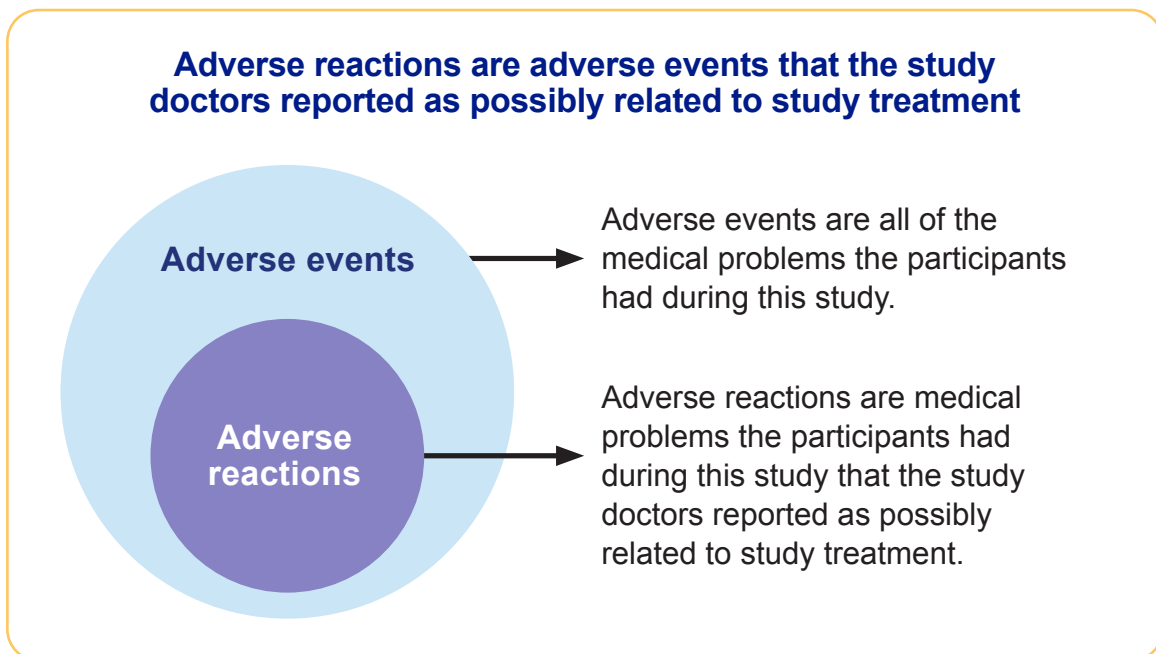 Adverse reactions are adverse events that the study
doctors reported as possibly related to study treatment
Adverse events
Adverse events are all of the
medical problems the participants
had during this study.
Adverse
reactions
Adverse reactions are medical
problems the participants had
during this study that the study
doctors reported as possibly
related to study treatment.